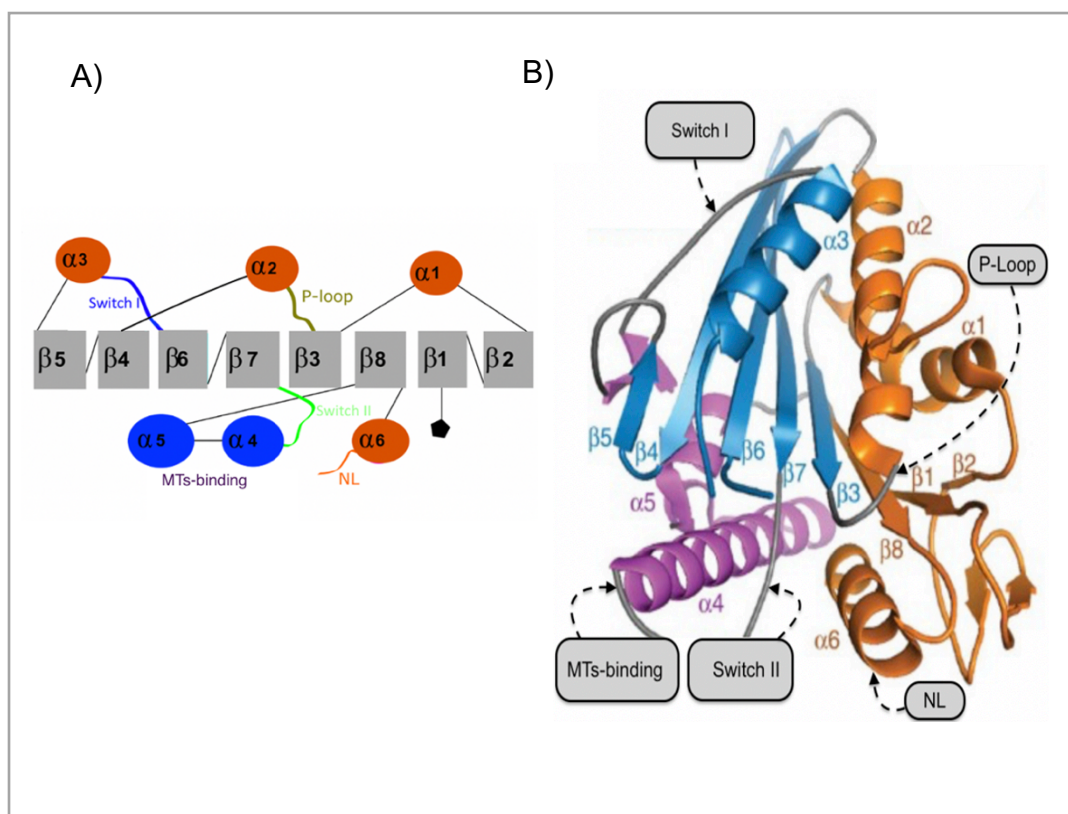 A)
α3
α2
α1
Switch I
P-loop
β5
β4
β6
β7
β3
β8
β1
β2
Switch II
α5
α4
α6
MTs-binding
NL
B)
Switch I
α3
α2
P-Loop
α1
β5
β4
β6
β7
β3
β1
β2
α5
β8
α4
α6
MTs-binding
Switch II
NL